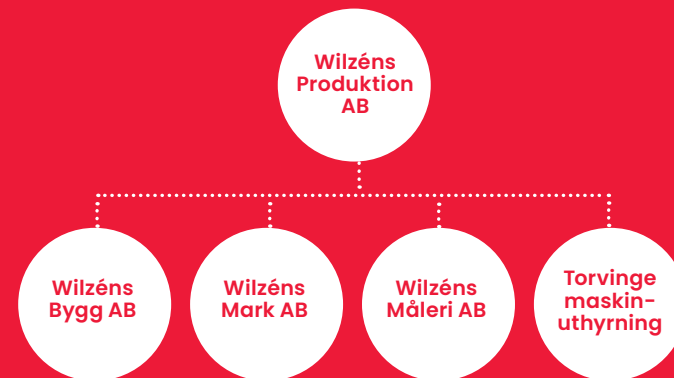 Wilzéns
Produktion
AB
Wilzéns
Bygg AB
Wilzéns
Mark AB
Wilzéns
Måleri AB
Torvinge
maskin-
uthyrning